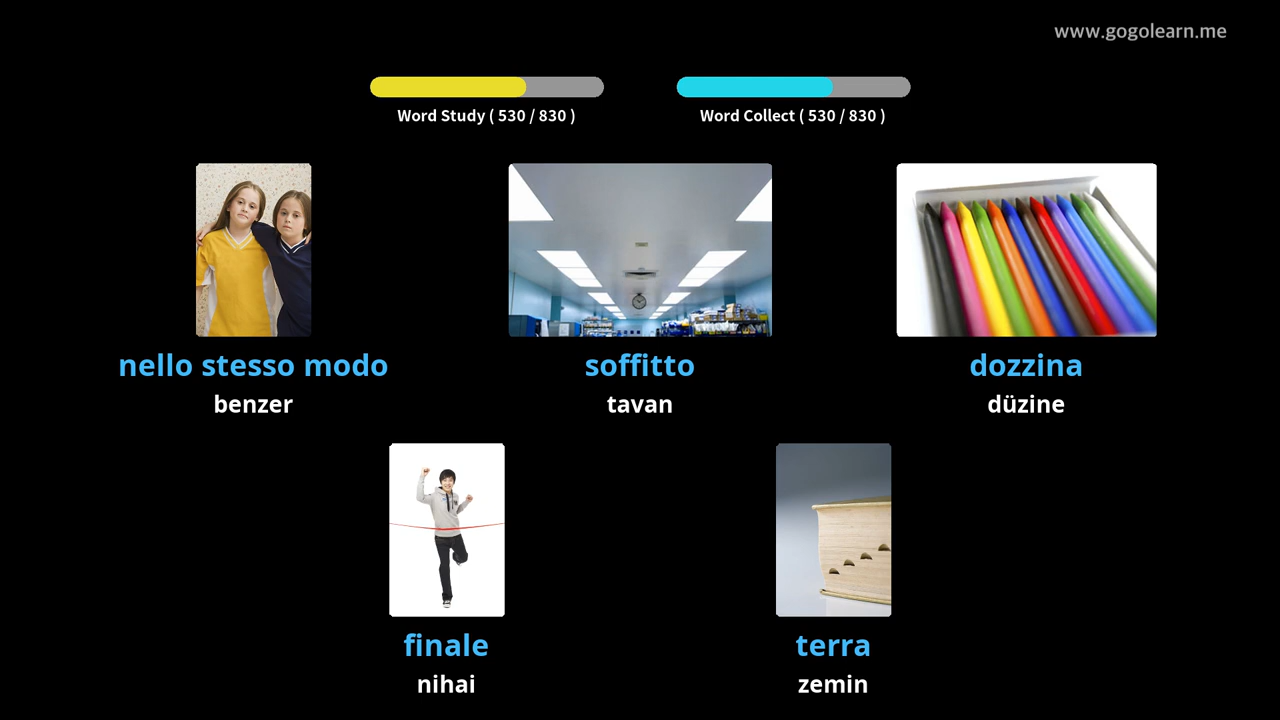 www.gogolearn.me
Word Study ( 530 / 830 )
Word Collect ( 530 / 830 )
nello stesso modo
benzer
soffitto
tavan
dozzina
düzine
finale
nihai
terra
zemin